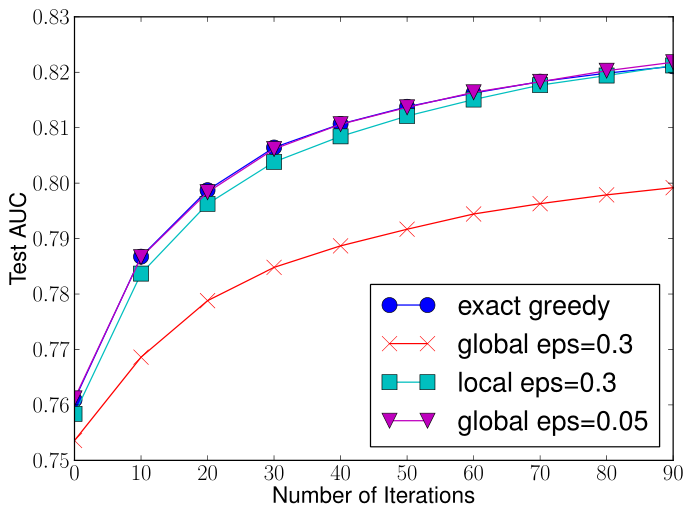 0.83
0.82
0.81
0.80
0.79
0.78
0.77
0.76
0.75
Test AUC
0 10 20 30 40 50 60 70 80 90
Number of Iterations
exact greedy
global eps=0.3
local eps=0.3
global eps=0.05